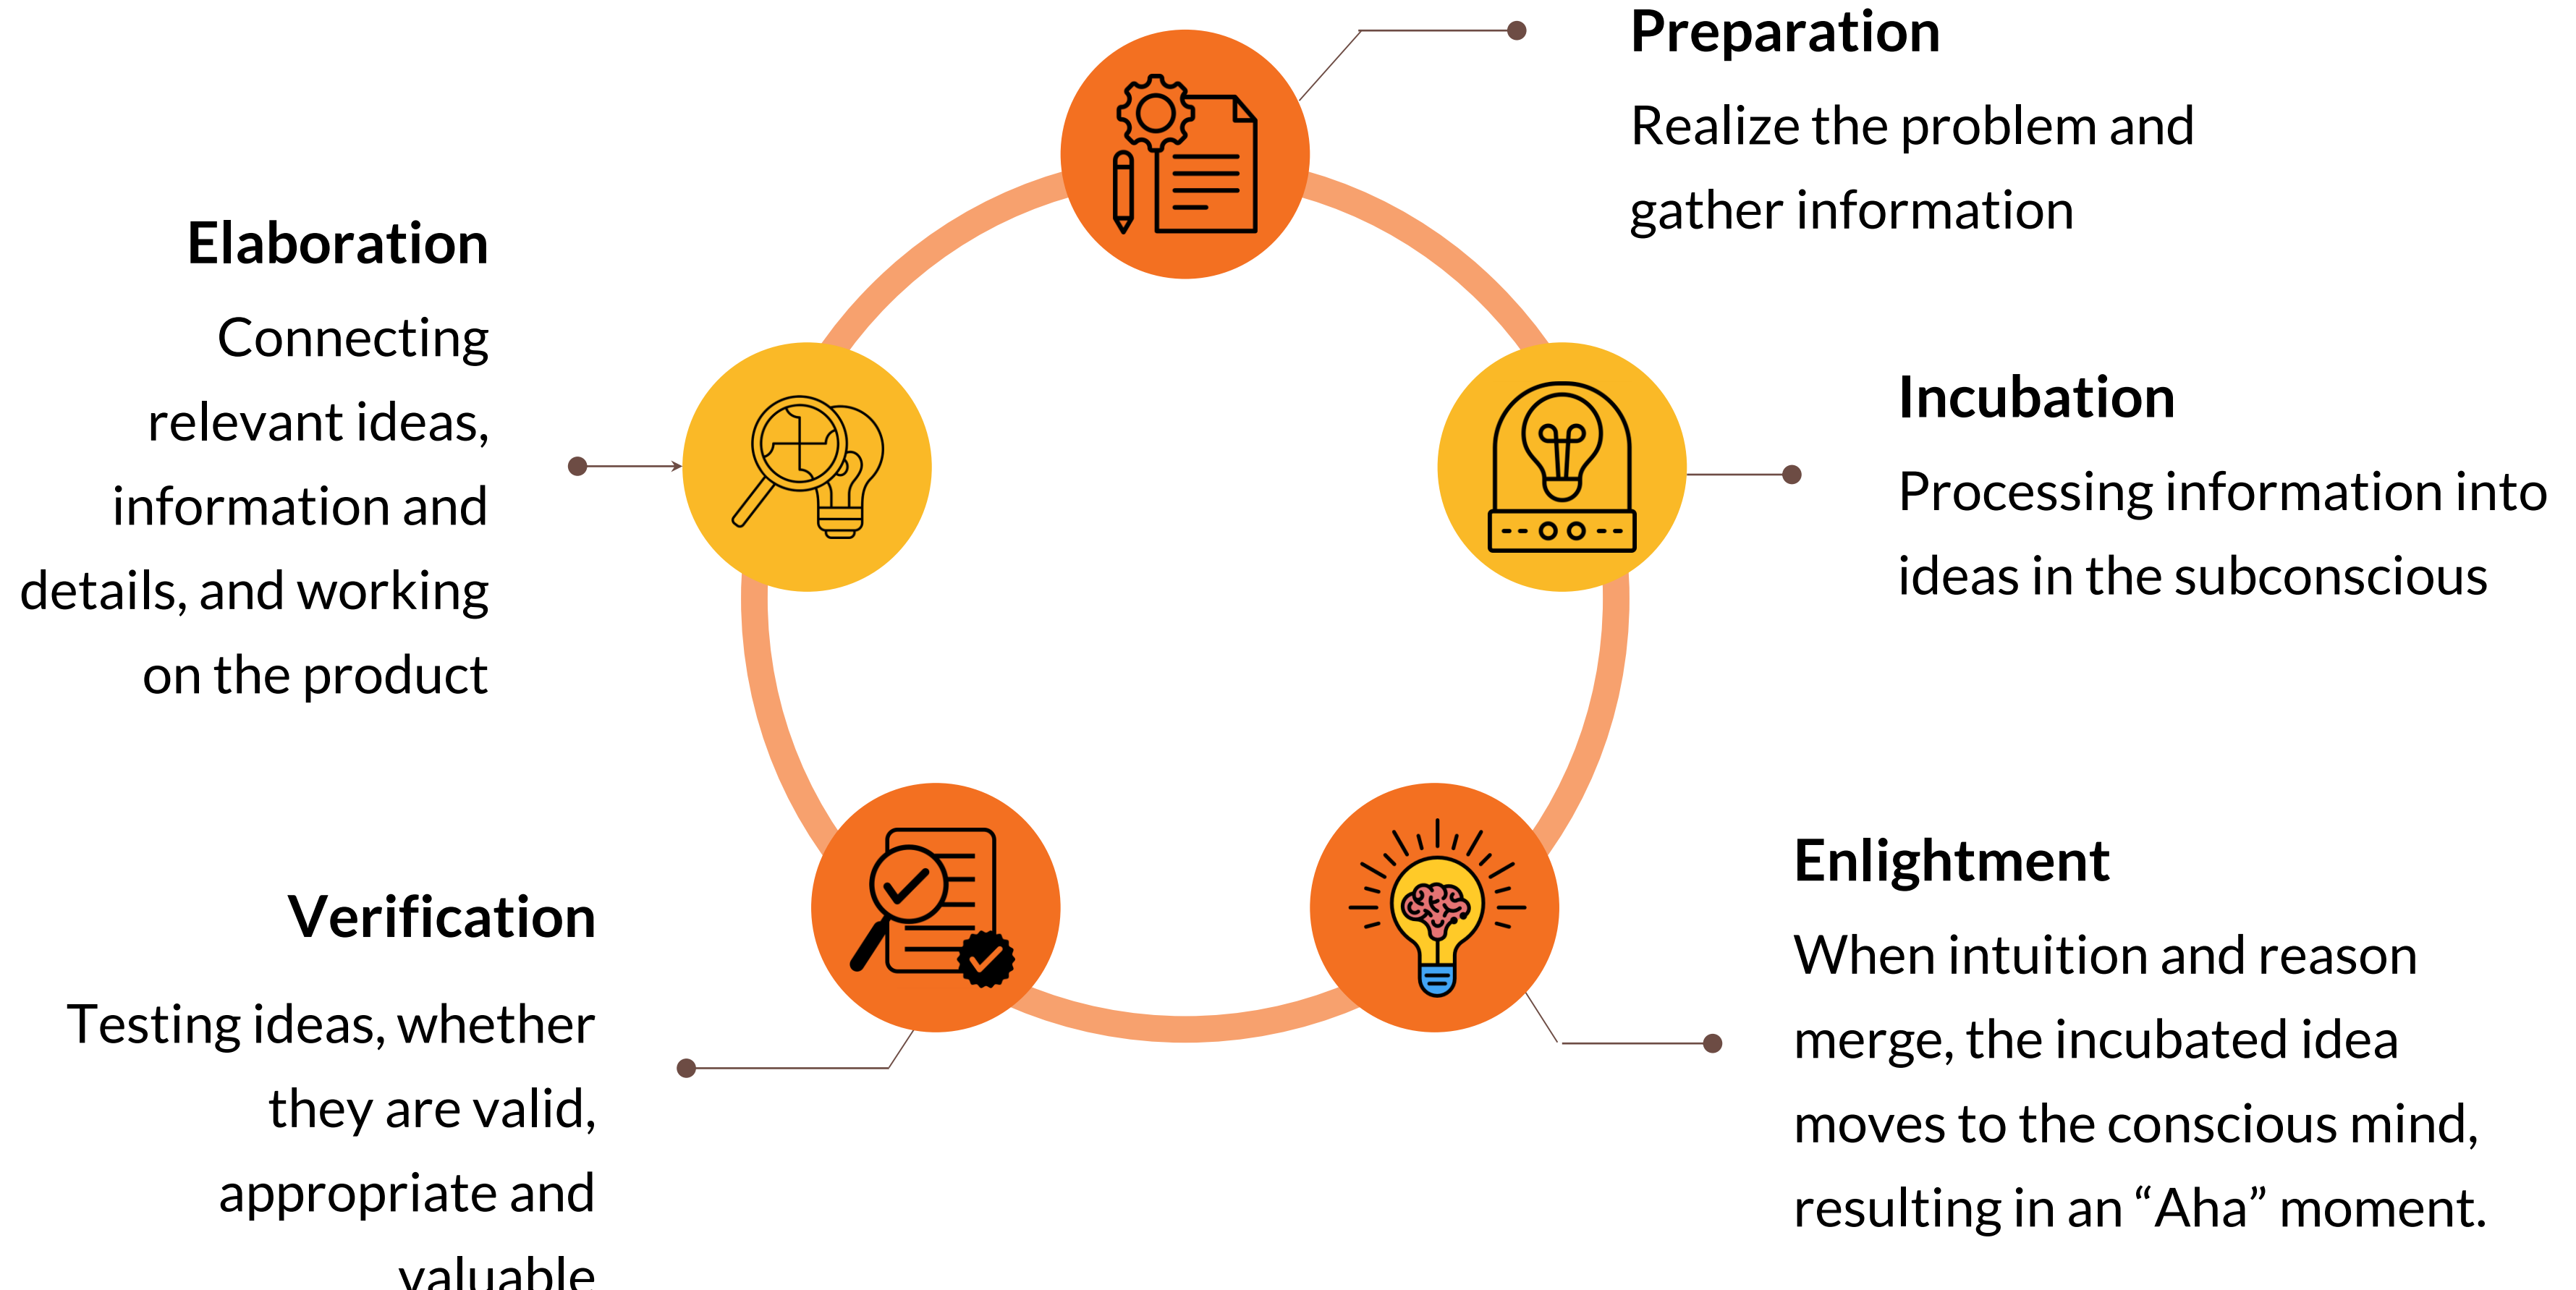 Preparation
Realize the problem and
gather information
Incubation
Processing information into
ideas in the subconscious
Enlightment
When intuition and reason
merge, the incubated idea
moves to the conscious mind,
resulting in an “Aha” moment.
Verification
Testing ideas, whether
they are valid,
appropriate and
valuable
Elaboration
Connecting
relevant ideas,
information and
details, and working
on the product